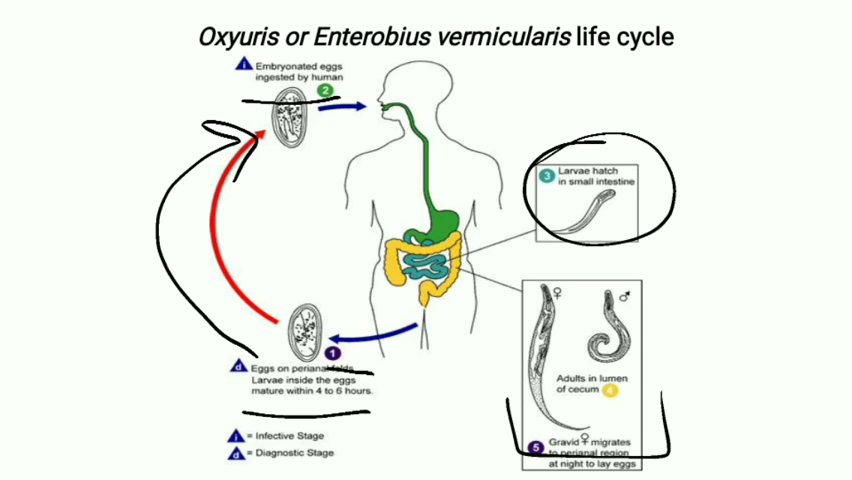 Oxyuris or Enterobius vermicularis life cycle
i Embryonated eggs
ingested by human
2
3 Larvae hatch
in small intestine
♀ ♂
Adults in lumen
of cecum 4
5 Gravid ♀ migrates
to perianal region
at night to lay eggs
1
d Eggs on perianal folds.
Larvae inside the eggs
mature within 4 to 6 hours.
i = Infective Stage
d = Diagnostic Stage